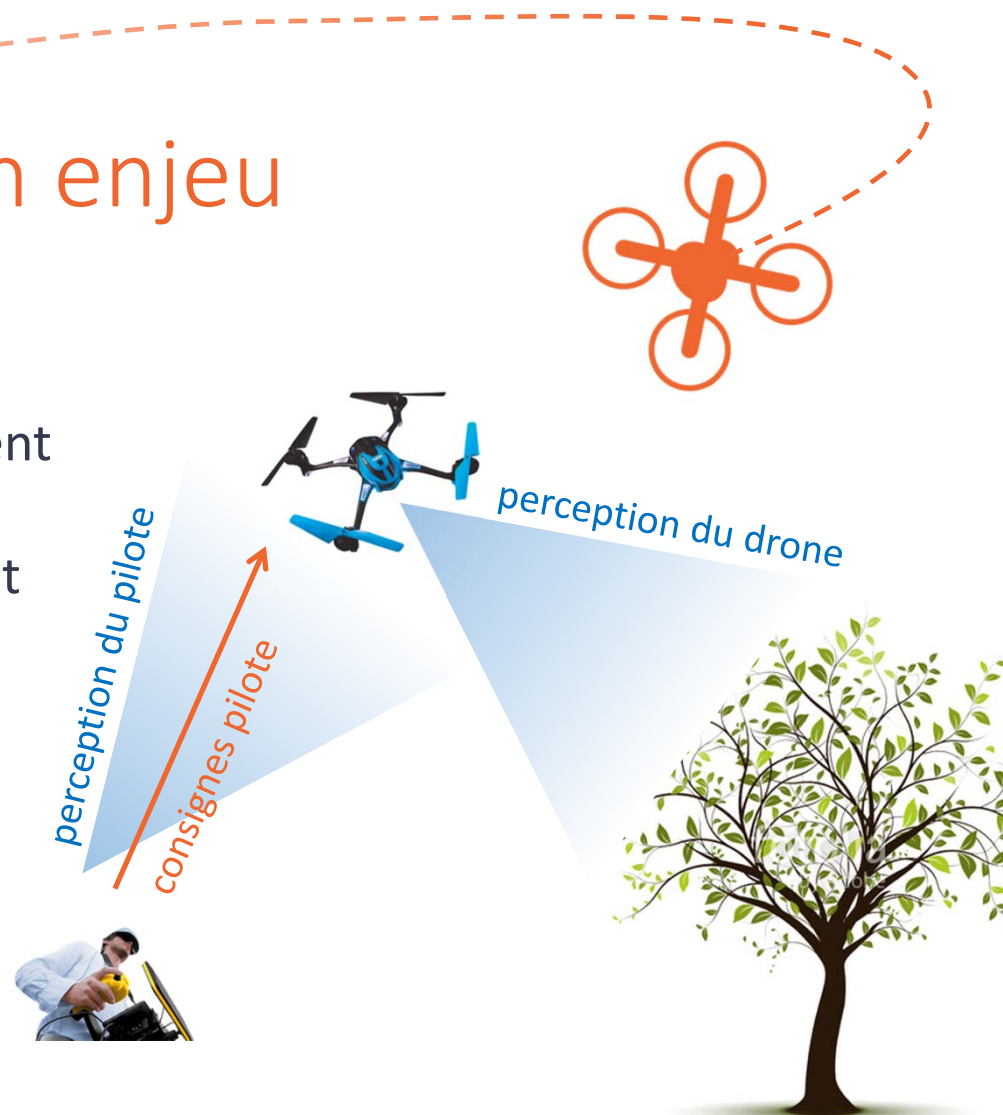 n enjeu
ent
t
perception du pilote
consignes pilote
perception du drone